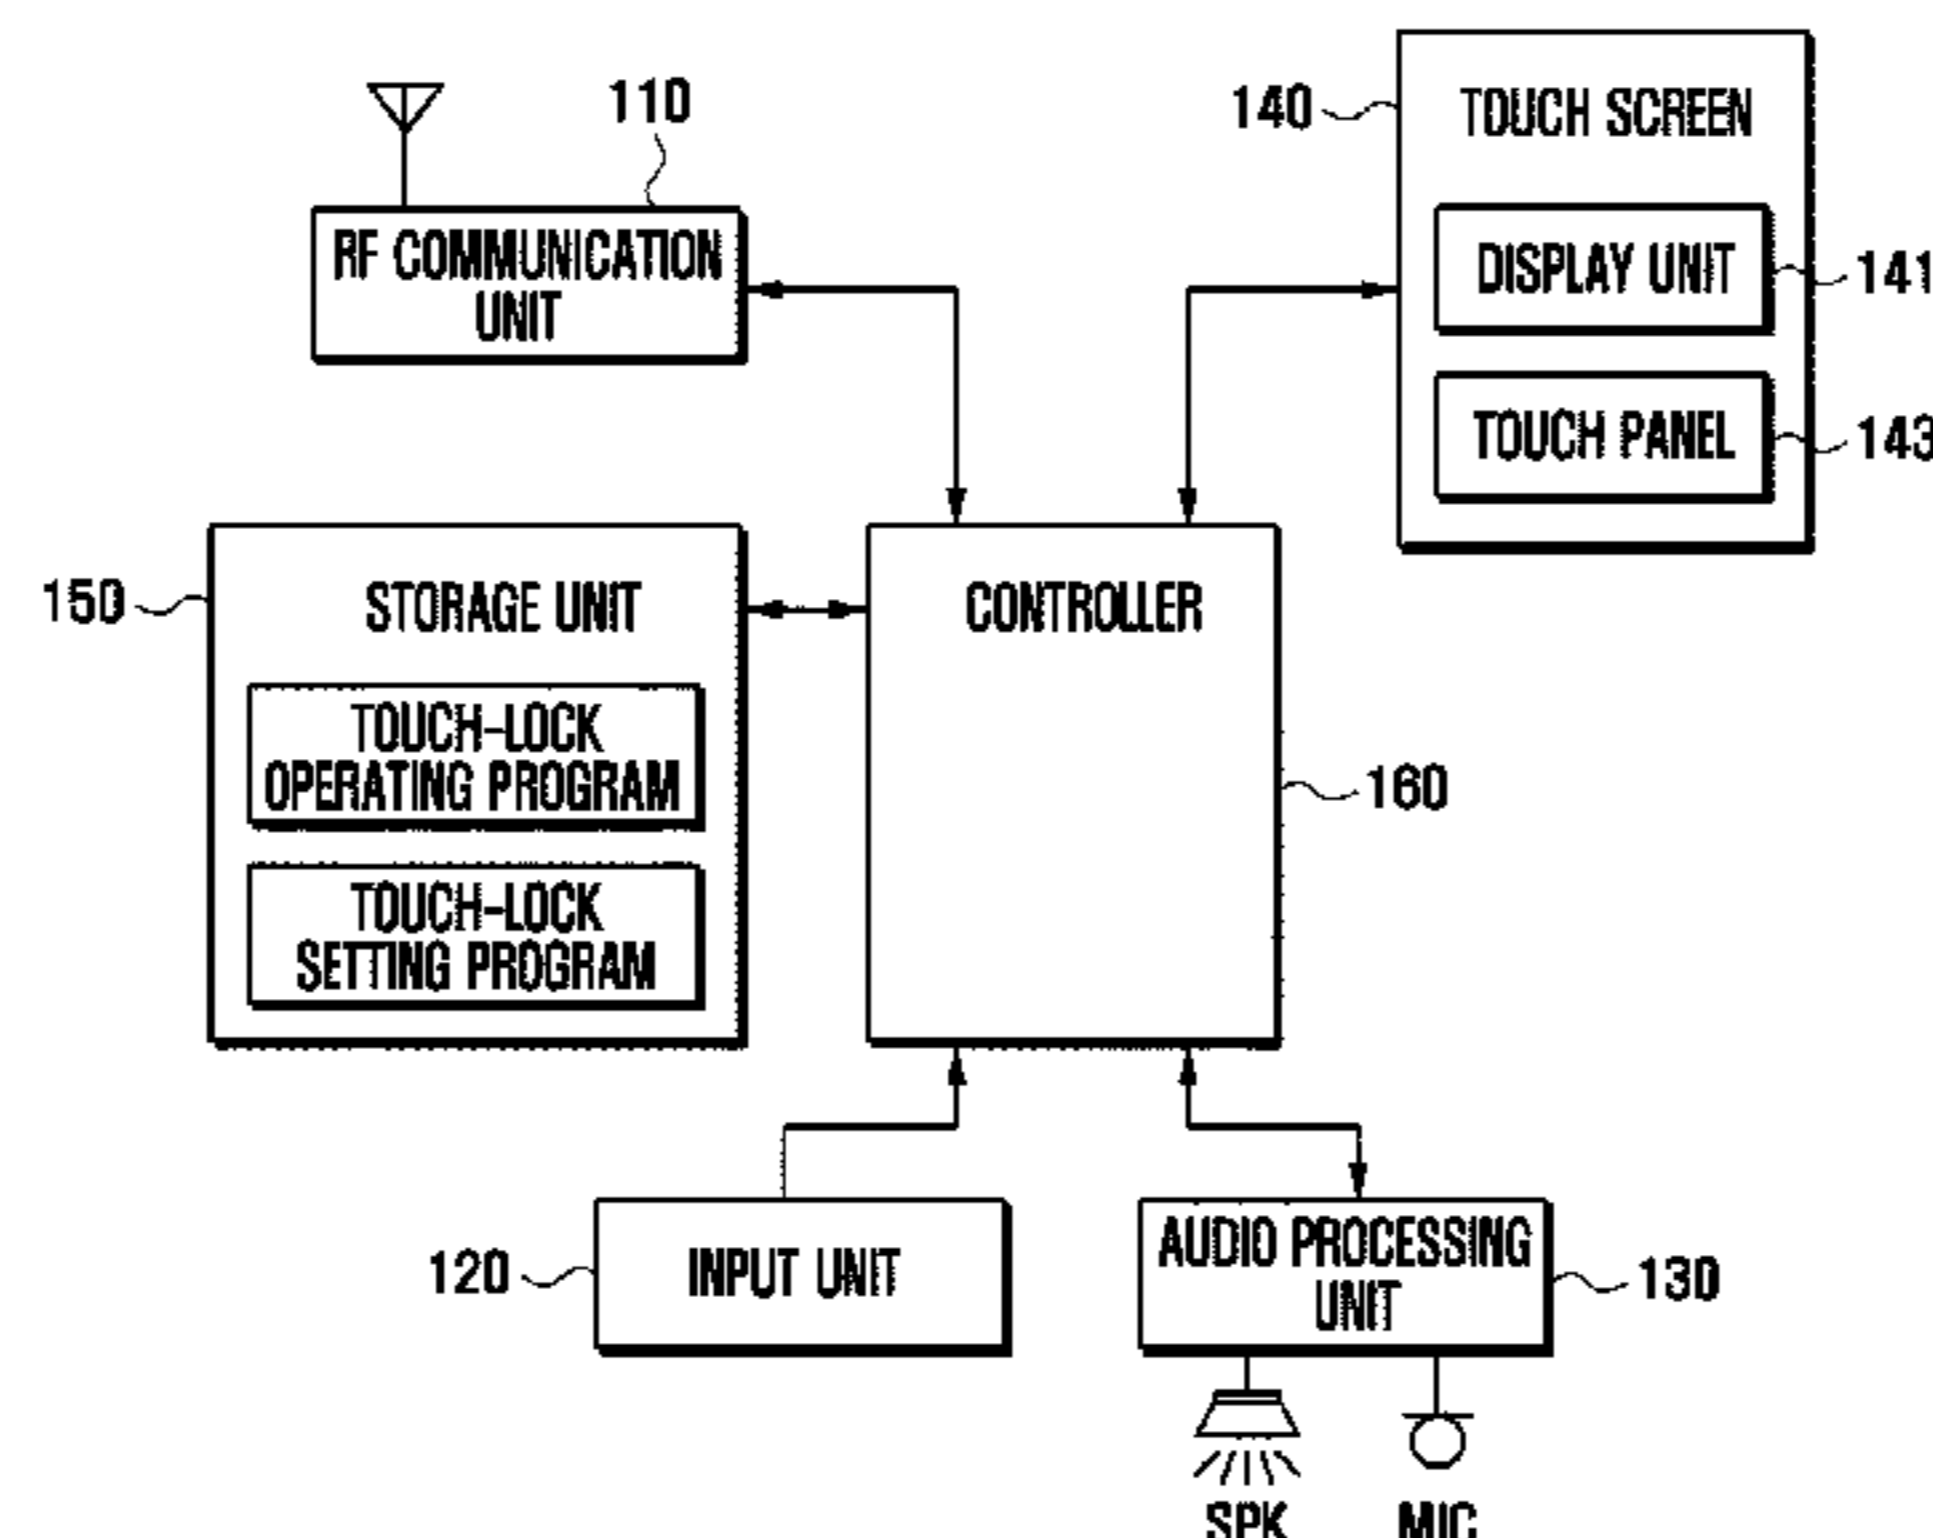 110
RF COMMUNICATION
UNIT
140
TOUCH SCREEN
DISPLAY UNIT
141
TOUCH PANEL
143
150
STORAGE UNIT
TOUCH-LOCK
OPERATING PROGRAM
TOUCH-LOCK
SETTING PROGRAM
CONTROLLER
160
120
INPUT UNIT
AUDIO PROCESSING
UNIT
130
SPK
MIC